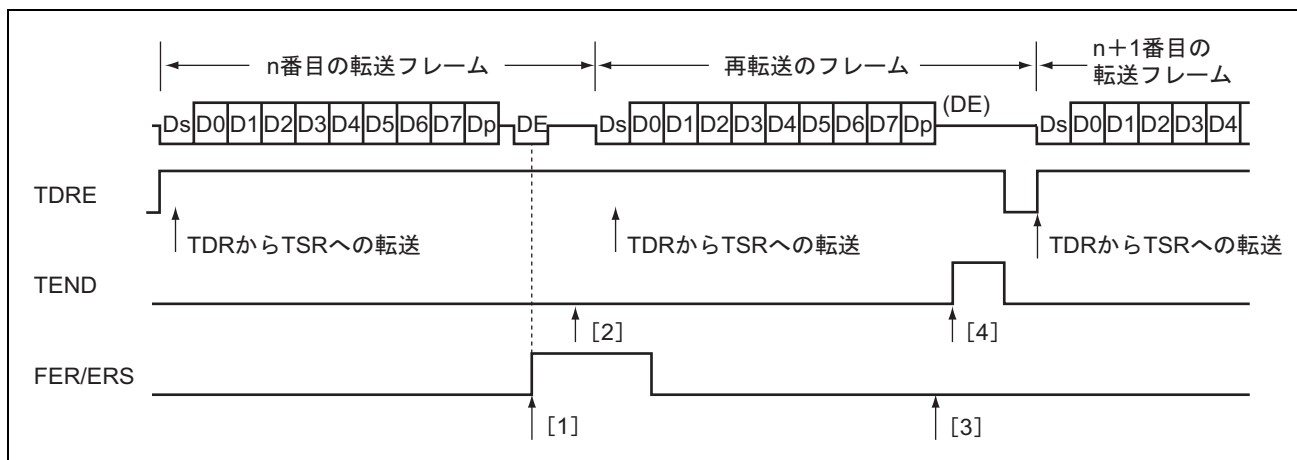 n番目の転送フレーム
再転送のフレーム
n+1番目の
転送フレーム
Ds D0 D1 D2 D3 D4 D5 D6 D7 Dp DE Ds D0 D1 D2 D3 D4 D5 D6 D7 Dp (DE) Ds D0 D1 D2 D3 D4
TDRE
TDRからTSRへの転送 TDRからTSRへの転送 TDRからTSRへの転送
TEND
[2] [4]
FER/ERS
[1] [3]